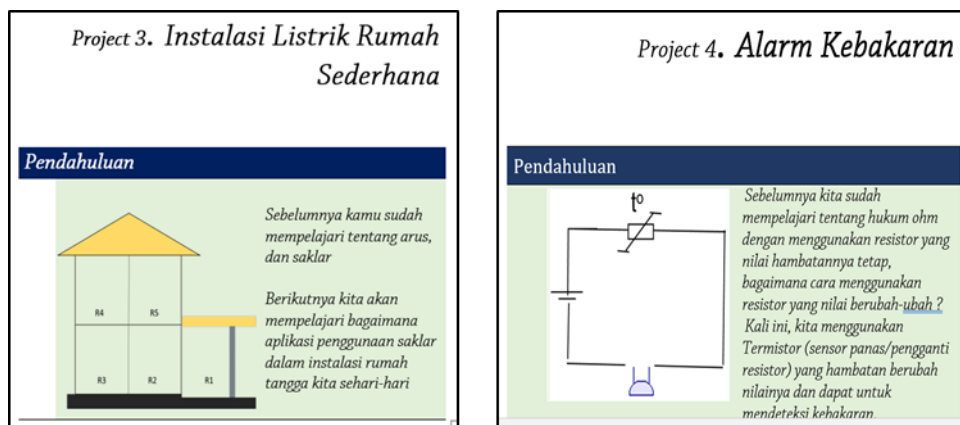 Project 3. Instalasi Listrik Rumah
Sederhana
Pendahuluan
Sebelumnya kamu sudah
mempelajari tentang arus,
dan saklar
Berikutnya kita akan
mempelajari bagaimana
aplikasi penggunaan saklar
dalam instalasi rumah
tangga kita sehari-hari
R4 R5
R3 R2 R1
Project 4. Alarm Kebakaran
Pendahuluan
t°
Sebelumnya kita sudah
mempelajari tentang hukum ohm
dengan menggunakan resistor yang
nilai hambatannya tetap,
bagaimana cara menggunakan
resistor yang nilai berubah-ubah ?
Kali ini, kita menggunakan
Termistor (sensor panas/pengganti
resistor) yang hambatan berubah
nilainya dan dapat untuk
mendeteksi kebakaran.